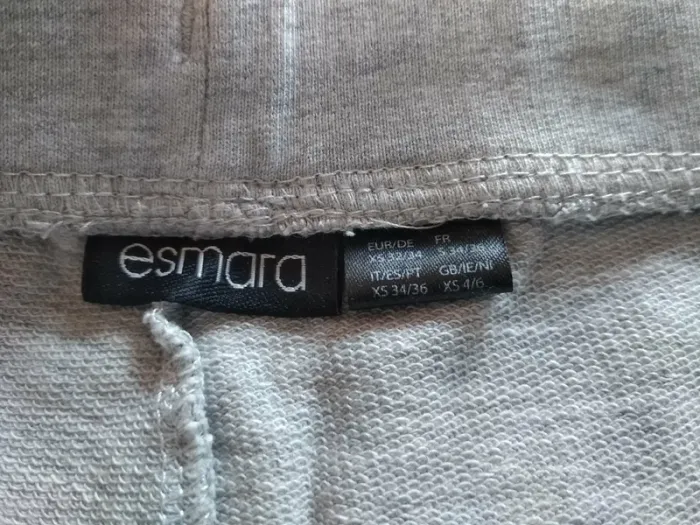 esmara
EUR/DE FR
XS 32/34 S 34/36
IT/ES/PT GB/IE/NI
XS 34/36 XS 4/6